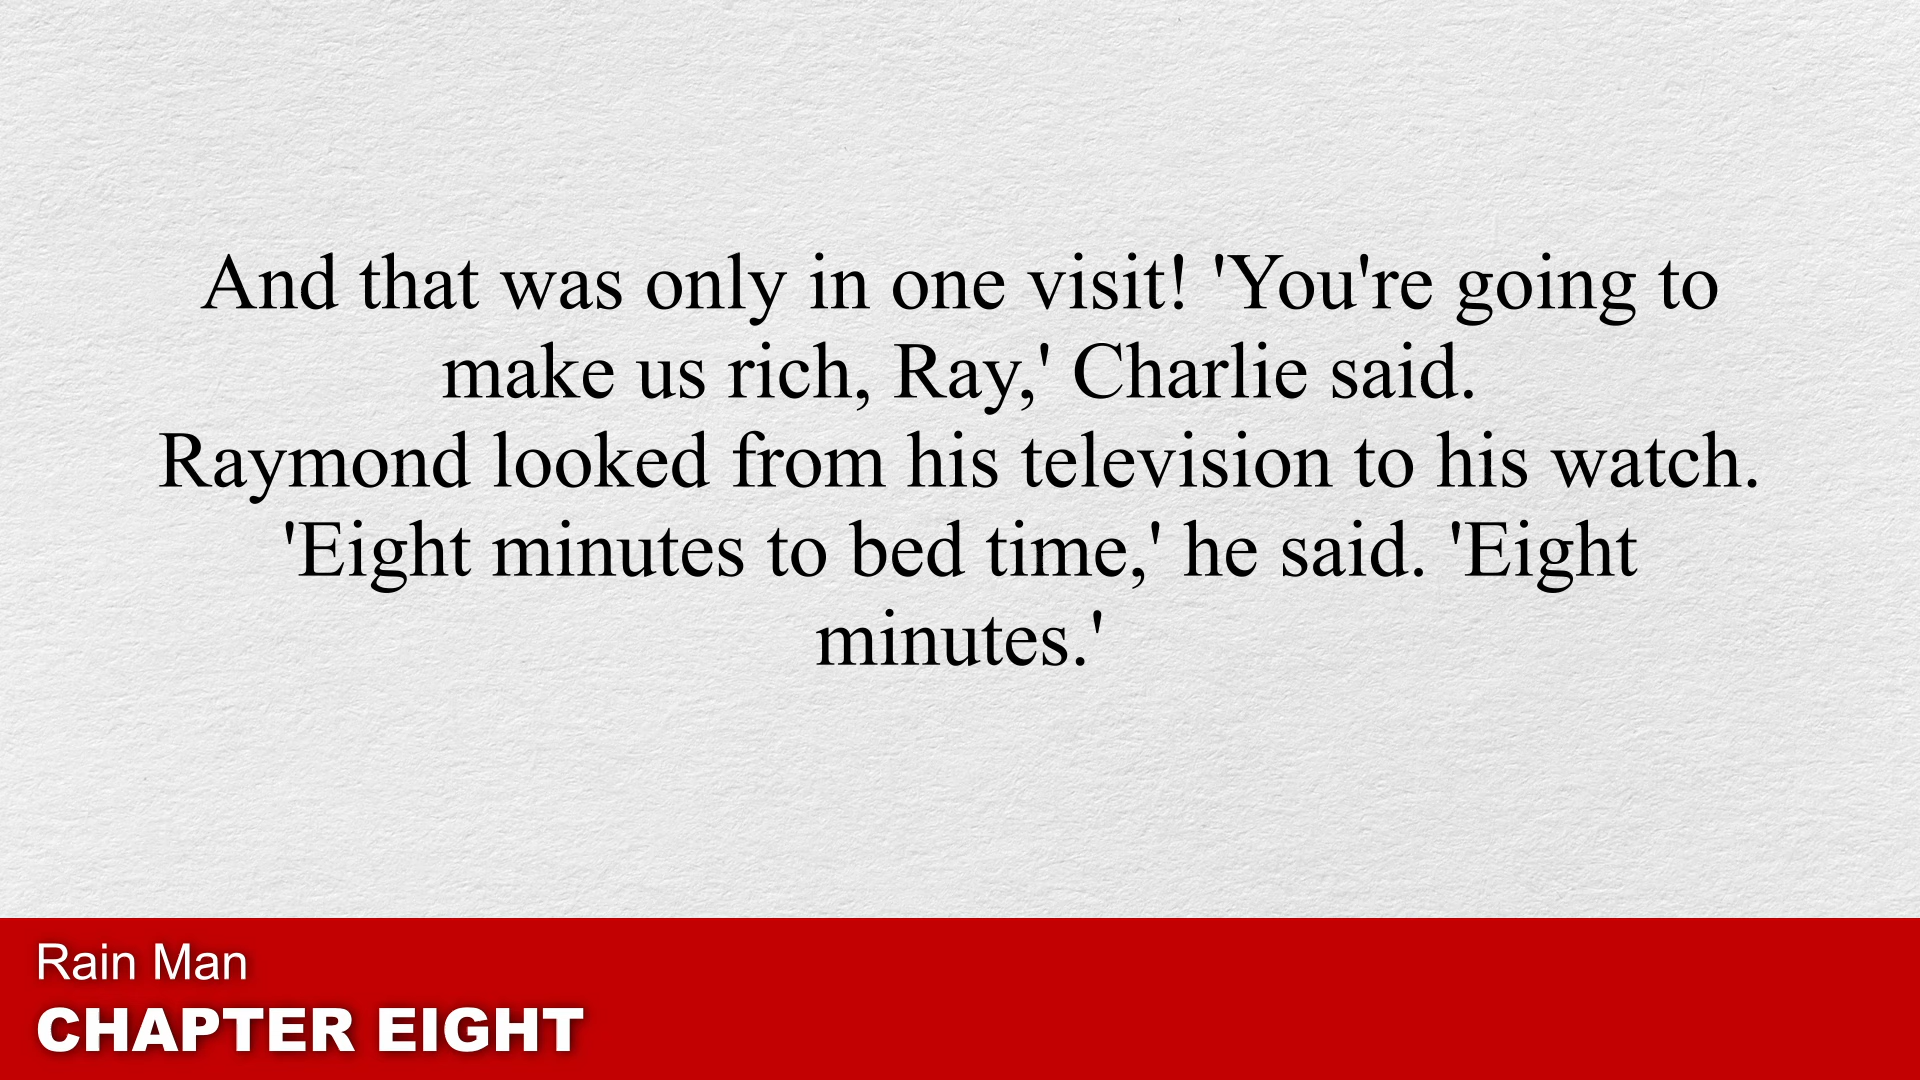 And that was only in one visit! 'You're going to
make us rich, Ray,' Charlie said.
Raymond looked from his television to his watch.
'Eight minutes to bed time,' he said. 'Eight
minutes.'
Rain Man
CHAPTER EIGHT